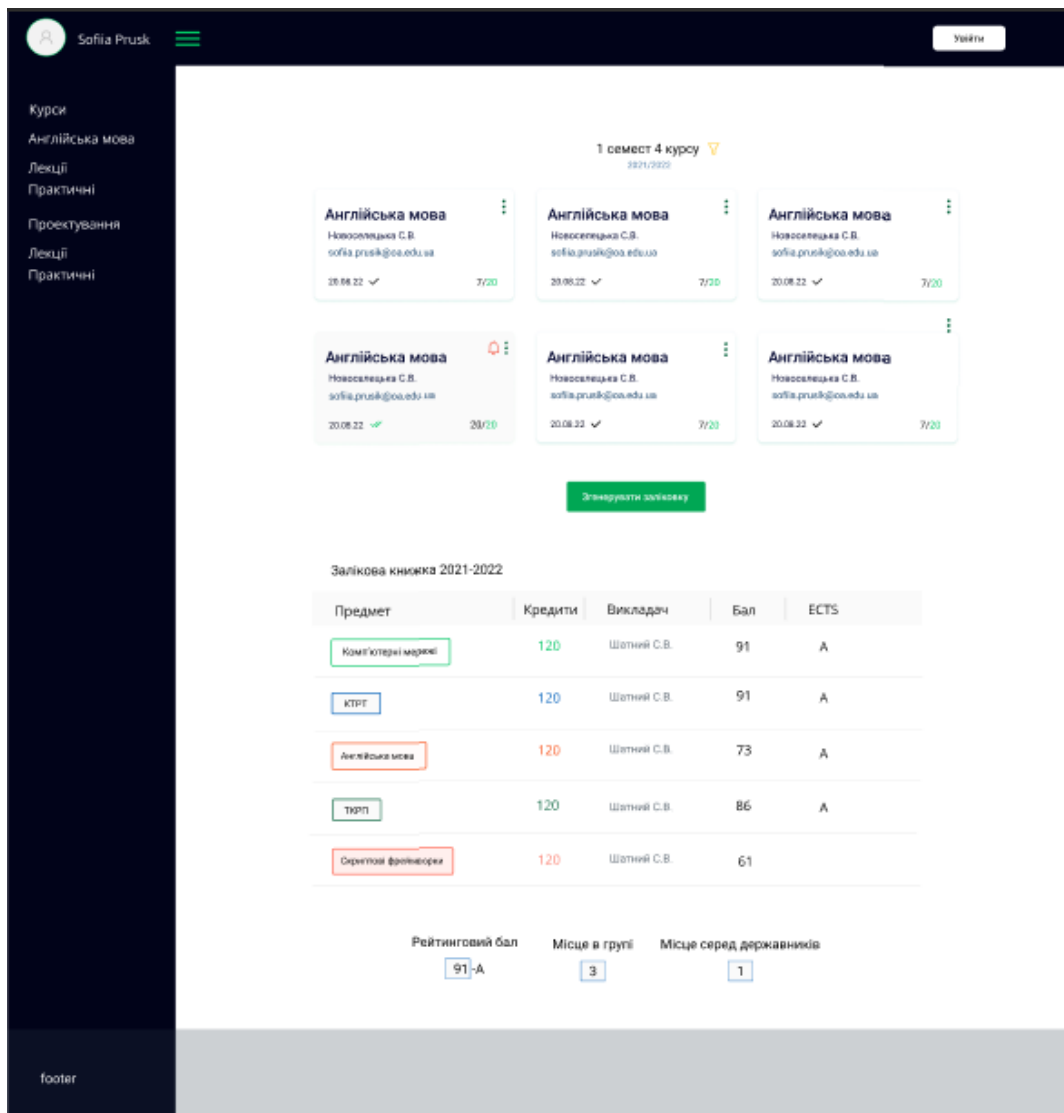 Sofiia Prusk
Увійти
Курси
Англійська мова
Лекції
Практичні
Проектування
Лекції
Практичні
1 семест 4 курсу
2021/2022
Англійська мова
Новоселецька С.В.
sofiia.prusik@oa.edu.ua
20.08.22 7/20
Англійська мова
Новоселецька С.В.
sofiia.prusik@oa.edu.ua
20.08.22 7/20
Англійська мова
Новоселецька С.В.
sofiia.prusik@oa.edu.ua
20.08.22 7/20
Англійська мова
Новоселецька С.В.
sofiia.prusik@oa.edu.ua
20.08.22 20/20
Англійська мова
Новоселецька С.В.
sofiia.prusik@oa.edu.ua
20.08.22 7/20
Англійська мова
Новоселецька С.В.
sofiia.prusik@oa.edu.ua
20.08.22 7/20
Згенерувати заліковку
Залікова книжка 2021-2022
Предмет Кредити Викладач Бал ECTS
Комп'ютерні мережі 120 Шатний С.В. 91 A
КТРТ 120 Шатний С.В. 91 A
Англійська мова 120 Шатний С.В. 73 A
ТКРП 120 Шатний С.В. 86 A
Скриптові фреймворки 120 Шатний С.В. 61
Рейтинговий бал Місце в групі Місце серед державників
91-A 3 1
footer